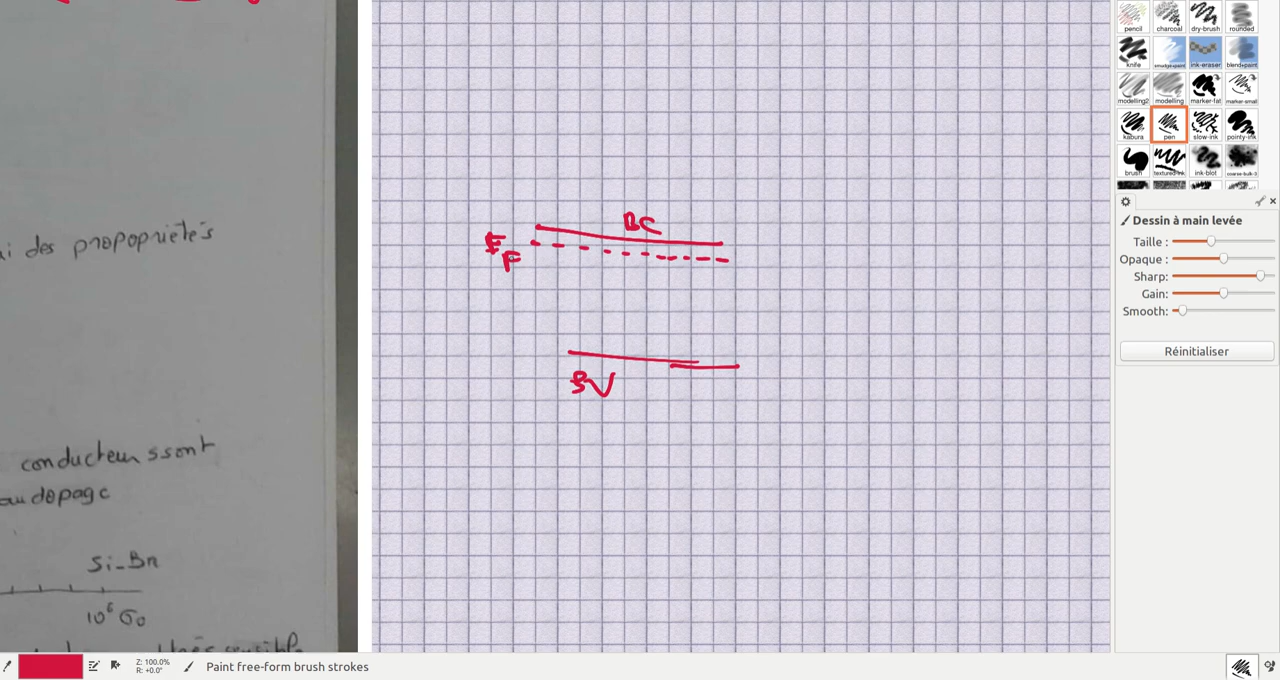 i des propopriétés
conducteurs sont
au dopage
Si-Bn
10⁶ σ₀
BC
E
F
BV
pencil charcoal dry-brush rounded
knife smudge+paint ink-eraser blend+paint
modelling2 modelling marker-fat marker-small
kabura pen slow-ink pointy-ink
brush textured-ink ink-blot coarse-bulk-3
Dessin à main levée
Taille :
Opaque :
Sharp:
Gain:
Smooth:
Réinitialiser
Z: 100.0%
R: +0.0°
Paint free-form brush strokes